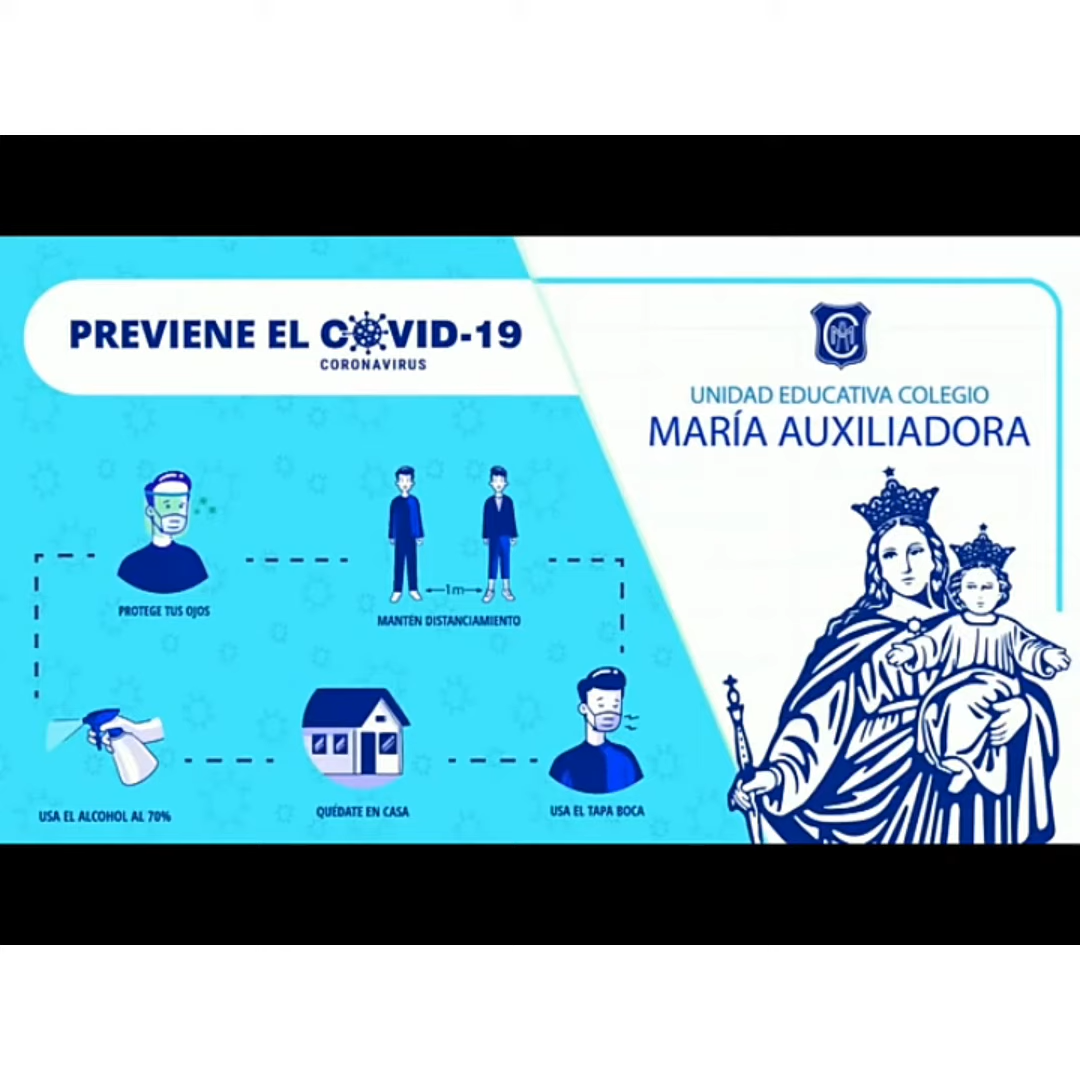 PREVIENE EL COVID-19
CORONAVIRUS
UNIDAD EDUCATIVA COLEGIO
MARÍA AUXILIADORA
PROTEGE TUS OJOS
1m
MANTÉN DISTANCIAMIENTO
USA EL ALCOHOL AL 70%
QUÉDATE EN CASA
USA EL TAPA BOCA